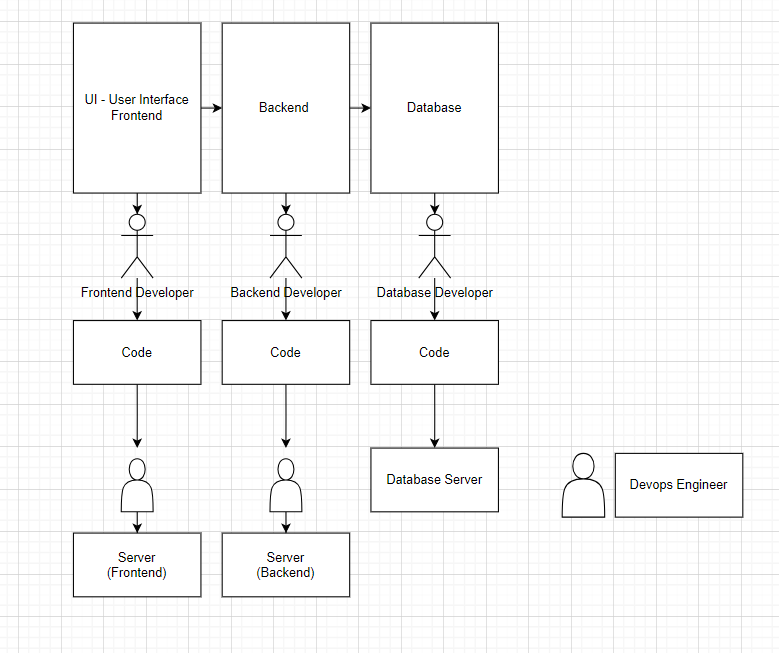 UI - User Interface
Frontend
Backend
Database
Frontend Developer
Backend Developer
Database Developer
Code
Code
Code
Database Server
Devops Engineer
Server
(Frontend)
Server
(Backend)